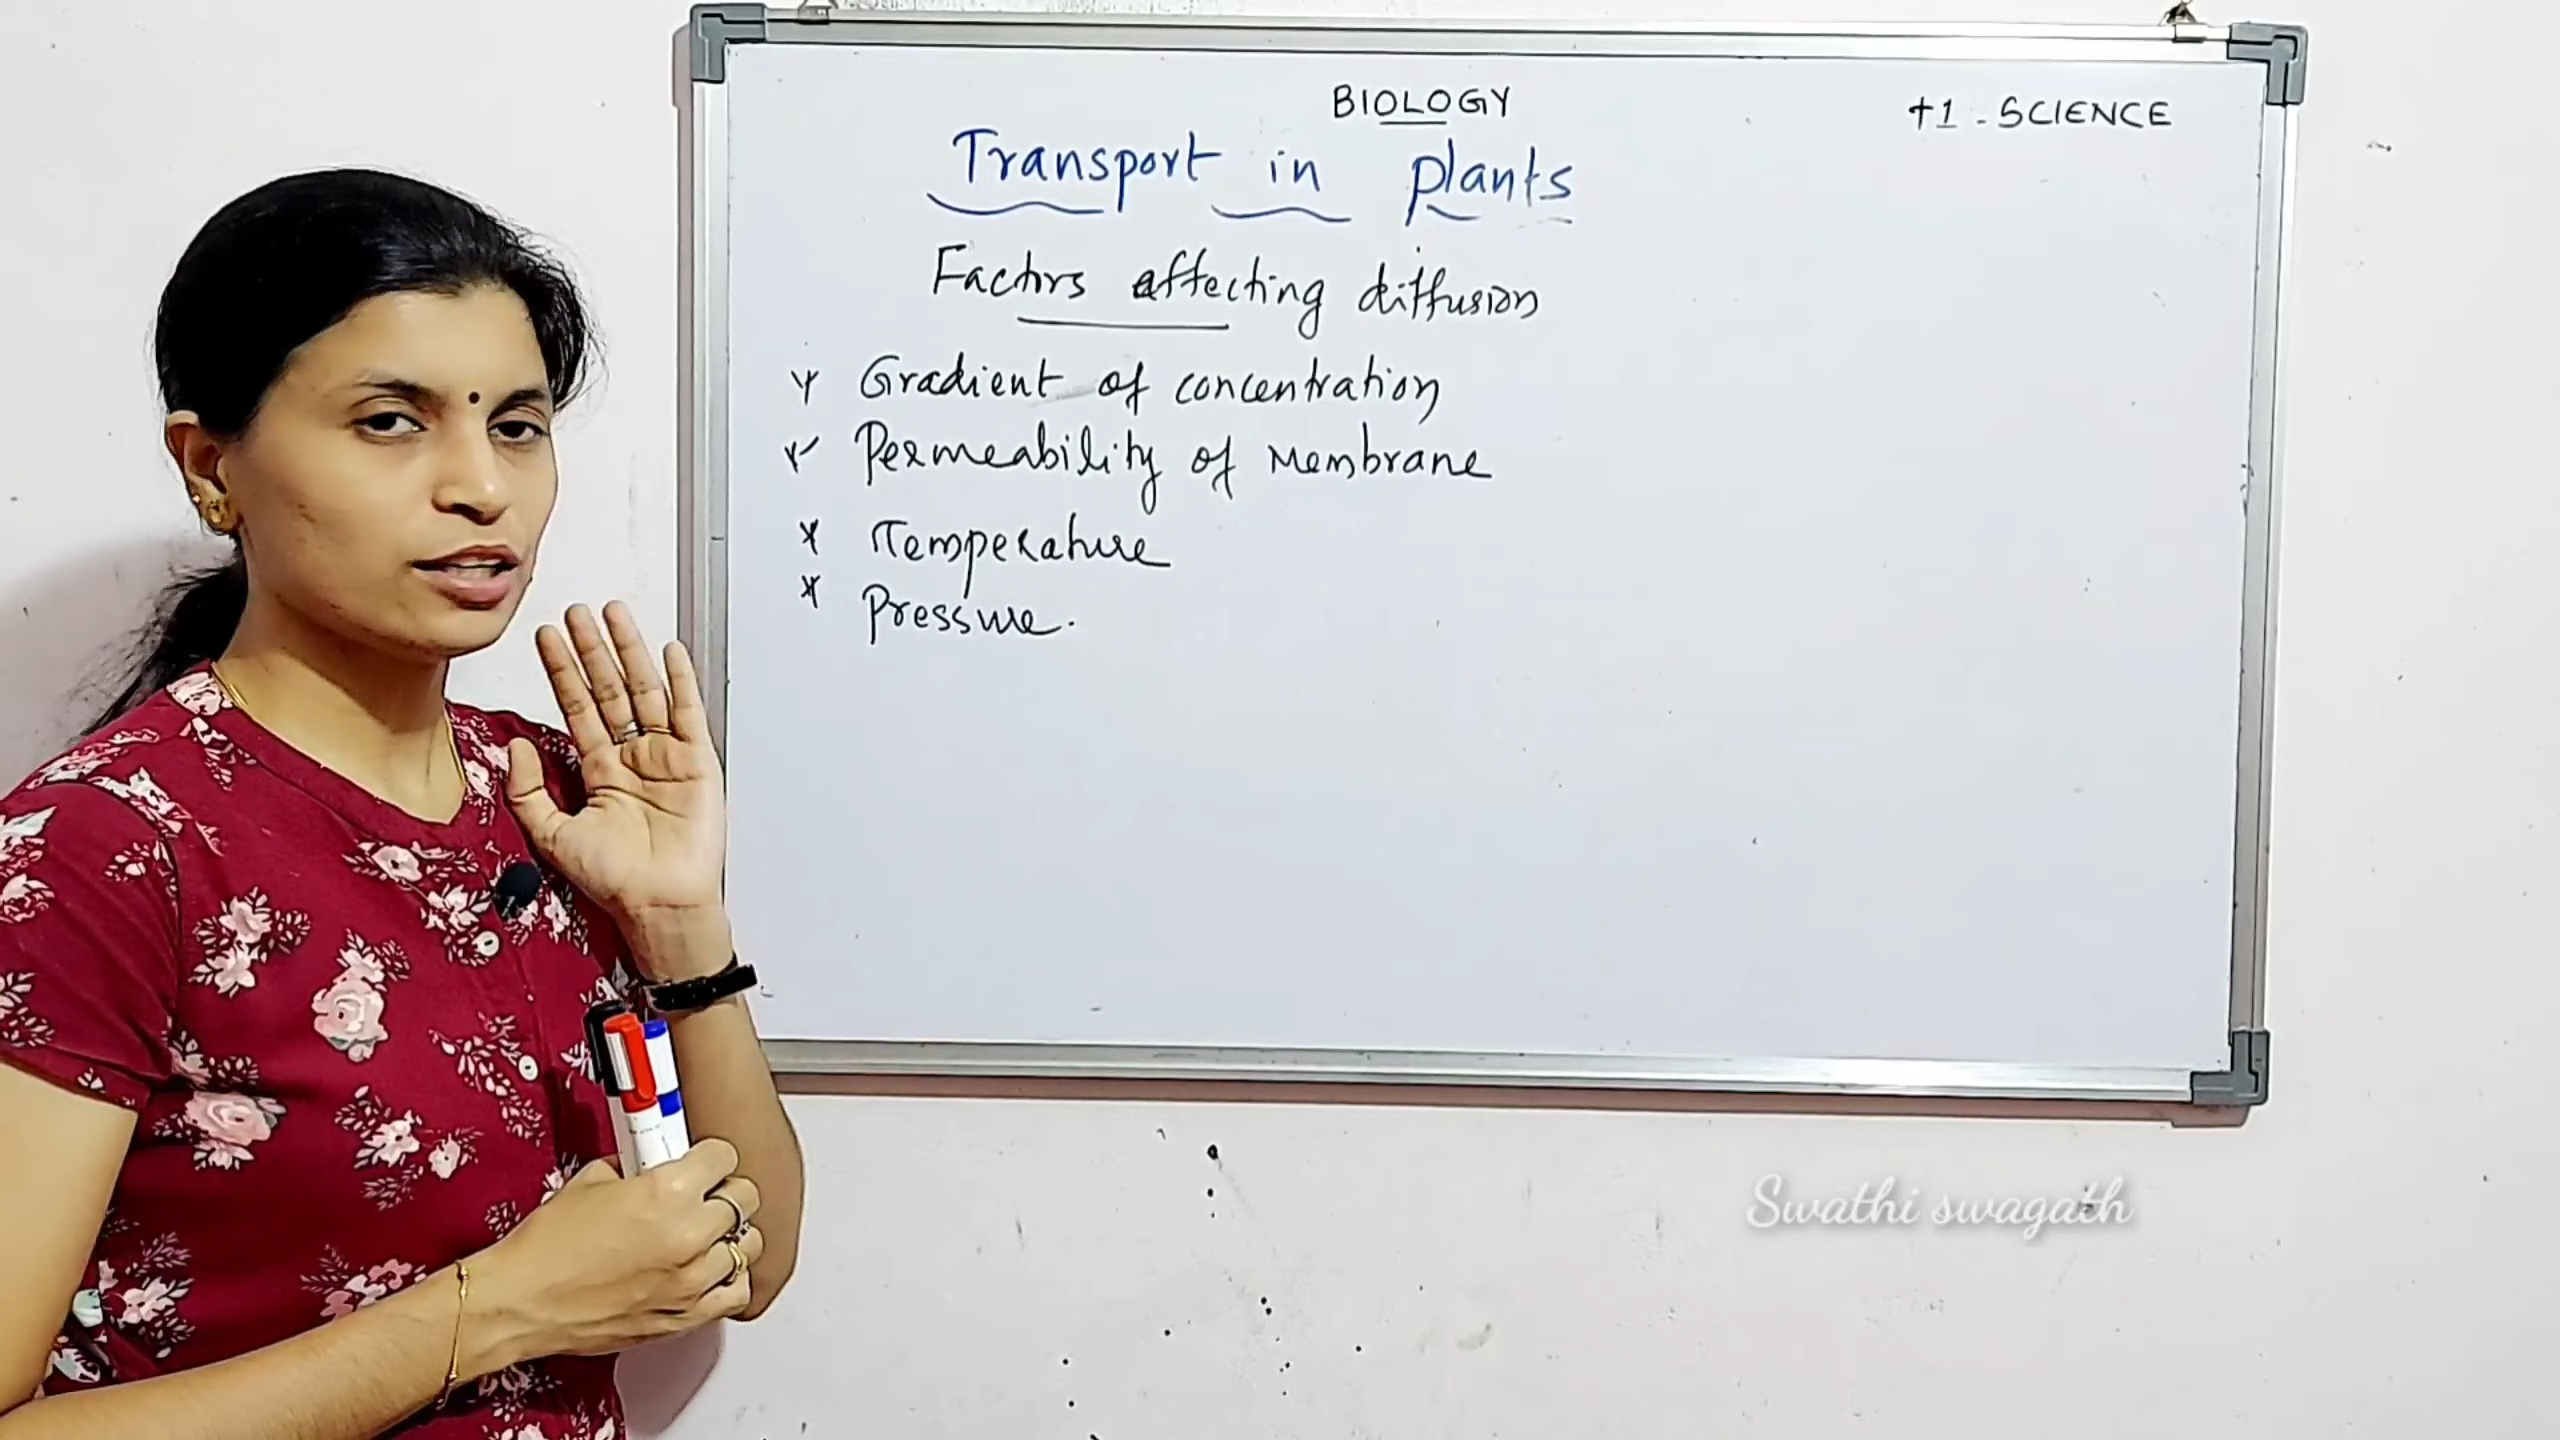 BIOLOGY
+1 - SCIENCE
Transport in plants
Factors affecting diffusion
* Gradient of concentration
* Permeability of Membrane
* Temperature
* Pressure.
Swathi swagath